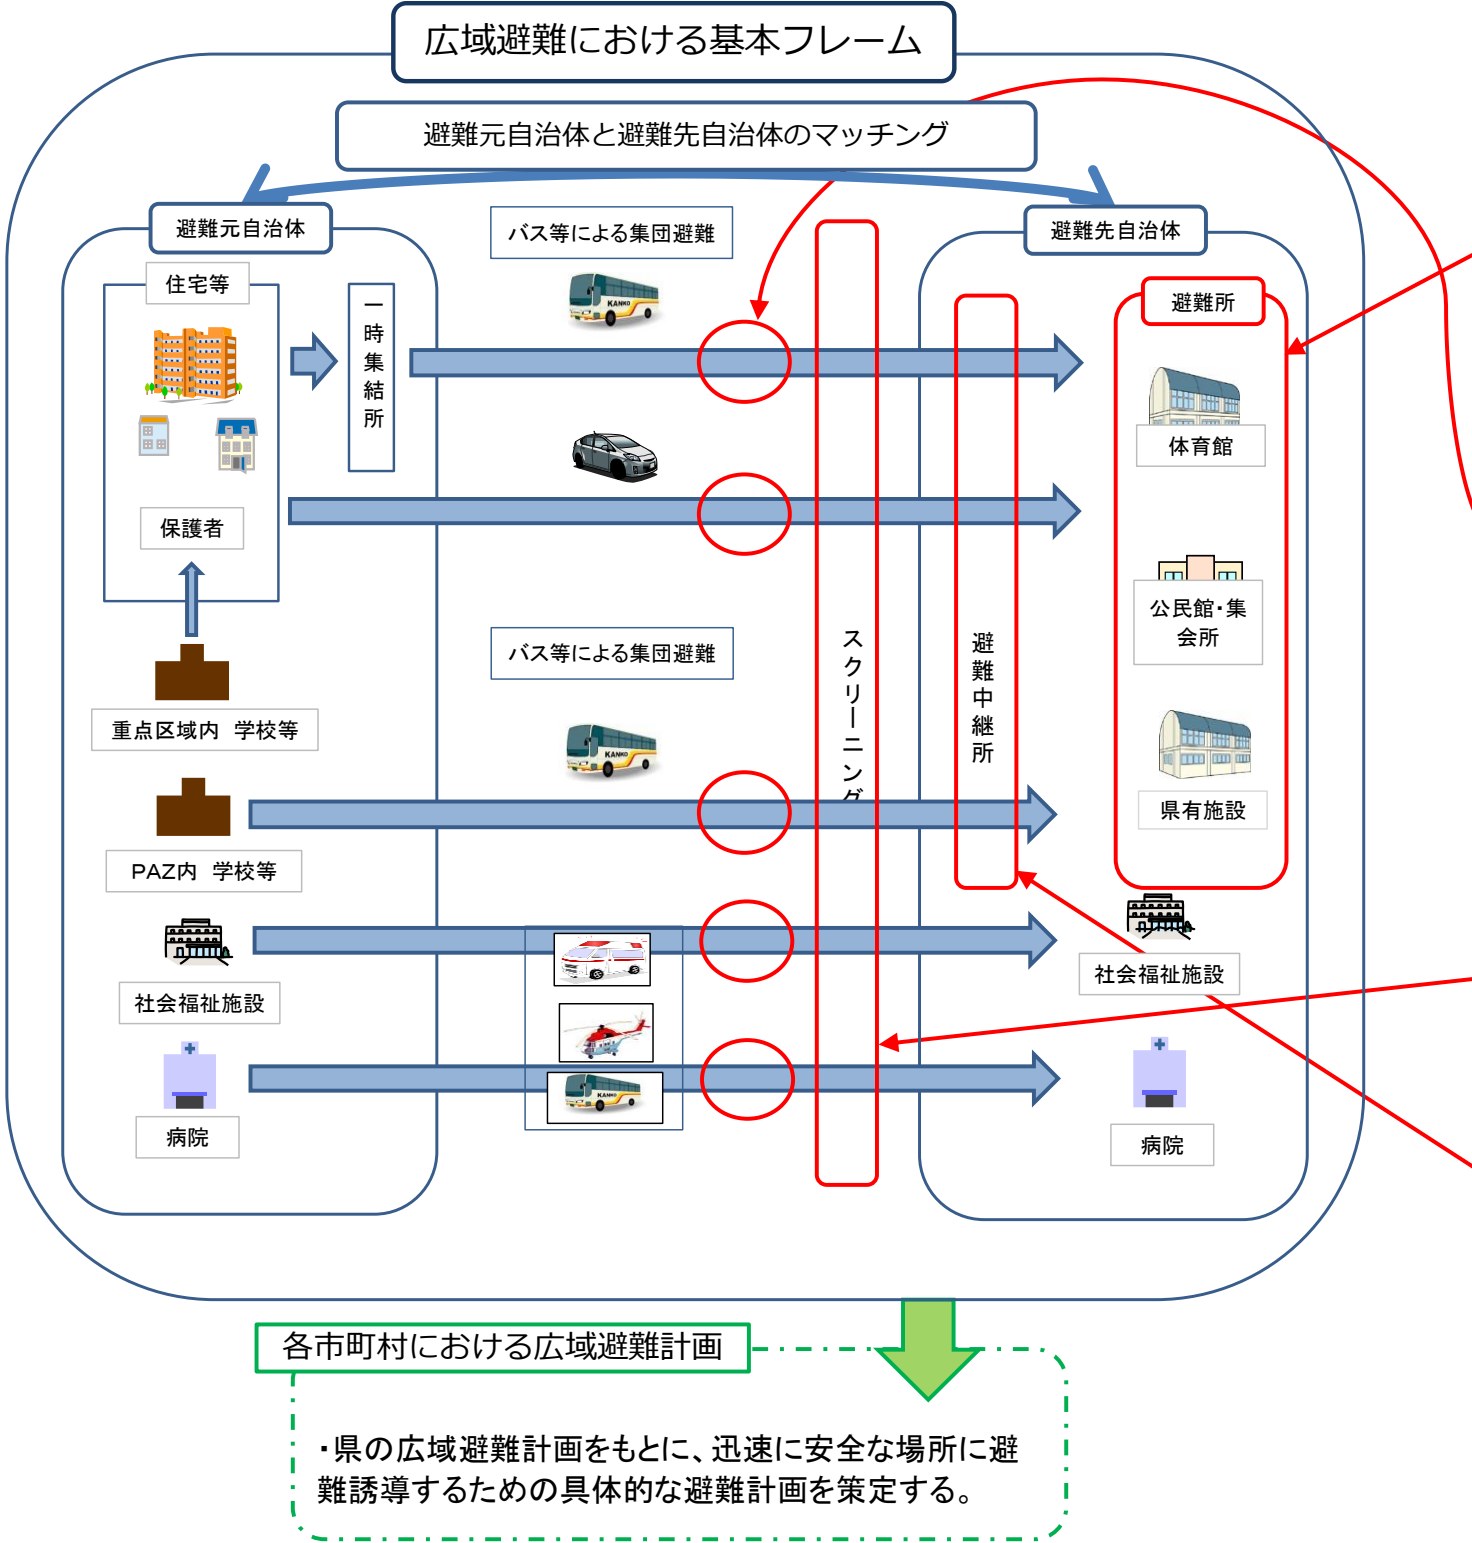 広域避難における基本フレーム
避難元自治体と避難先自治体のマッチング
避難元自治体
住宅等
一時集結所
保護者
重点区域内　学校等
PAZ内　学校等
社会福祉施設
病院
バス等による集団避難
KANKO
バス等による集団避難
KANKO
KANKO
スクリーニング
避難先自治体
避難中継所
避難所
体育館
公民館・集
会所
県有施設
社会福祉施設
病院
各市町村における広域避難計画
・県の広域避難計画をもとに、迅速に安全な場所に避
難誘導するための具体的な避難計画を策定する。